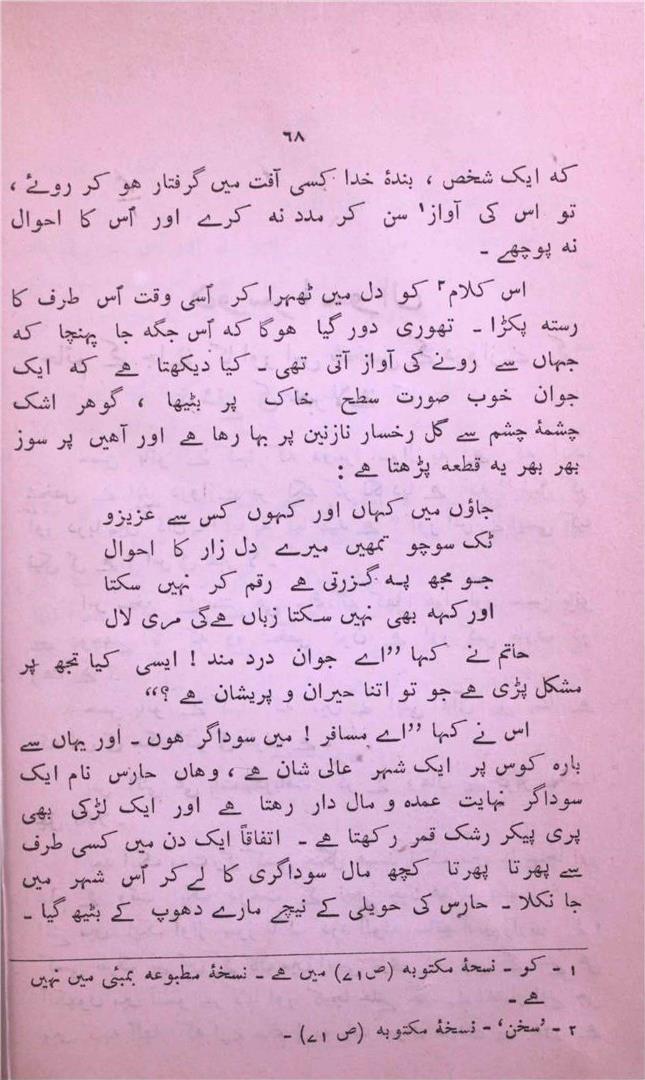 ٦٨
کہ ایک شخص ، بندۂ خدا کسی آفت میں گرفتار ہو کر روئے ،
تو اس کی آواز¹ سن کر مدد نہ کرے اور اُس کا احوال
نہ پوچھے ۔
اس کلام² کو دل میں ٹھہرا کر اُسی وقت اُس طرف کا
رستہ پکڑا ۔ تھوری دور گیا ہوگا کہ اُس جگہ جا پہنچا کہ
جہاں سے رونے کی آواز آتی تھی ۔ کیا دیکھتا ہے کہ ایک
جوان خوب صورت سطح خاک پر بٹیھا ، گوہر اشک
چشمۂ چشم سے گل رخسار نازنین پر بہا رہا ہے اور آہیں پر سوز
بھر بھر یہ قطعہ پڑھتا ہے :
جاؤں میں کہاں اور کہوں کس سے عزیزو
ٹک سوچو تمھیں میرے دل زار کا احوال
جو مجھ پہ گزرتی ہے رقم کر نہیں سکتا
اور کہہ بھی نہیں سکتا زباں ہے گی مری لال
حاتم نے کہا ”اے جوان درد مند ! ایسی کیا تجھ پر
مشکل پڑی ہے جو تو اتنا حیران و پریشان ہے ؟“
اس نے کہا ”اے مسافر ! میں سوداگر ہوں ۔ اور یہاں سے
بارہ کوس پر ایک شہر عالی شان ہے ، وہاں حارس نام ایک
سوداگر نہایت عمدہ و مال دار رہتا ہے اور ایک لڑکی بھی
پری پیکر رشک قمر رکھتا ہے ۔ اتفاقاً ایک دن میں کسی طرف
سے پھرتا پھرتا کچھ مال سوداگری کا لے کر اُس شہر میں
جا نکلا ۔ حارس کی حویلی کے نیچے مارے دھوپ کے بٹیھ گیا ۔
۱ - کو - نسخۂ مکتوبہ (ص ۷۱) میں ہے ۔ نسخۂ مطبوعہ بمبئی میں نہیں
ہے ۔
۲ - ’سخن‘ - نسخۂ مکتوبہ (ص ۷۱) ۔